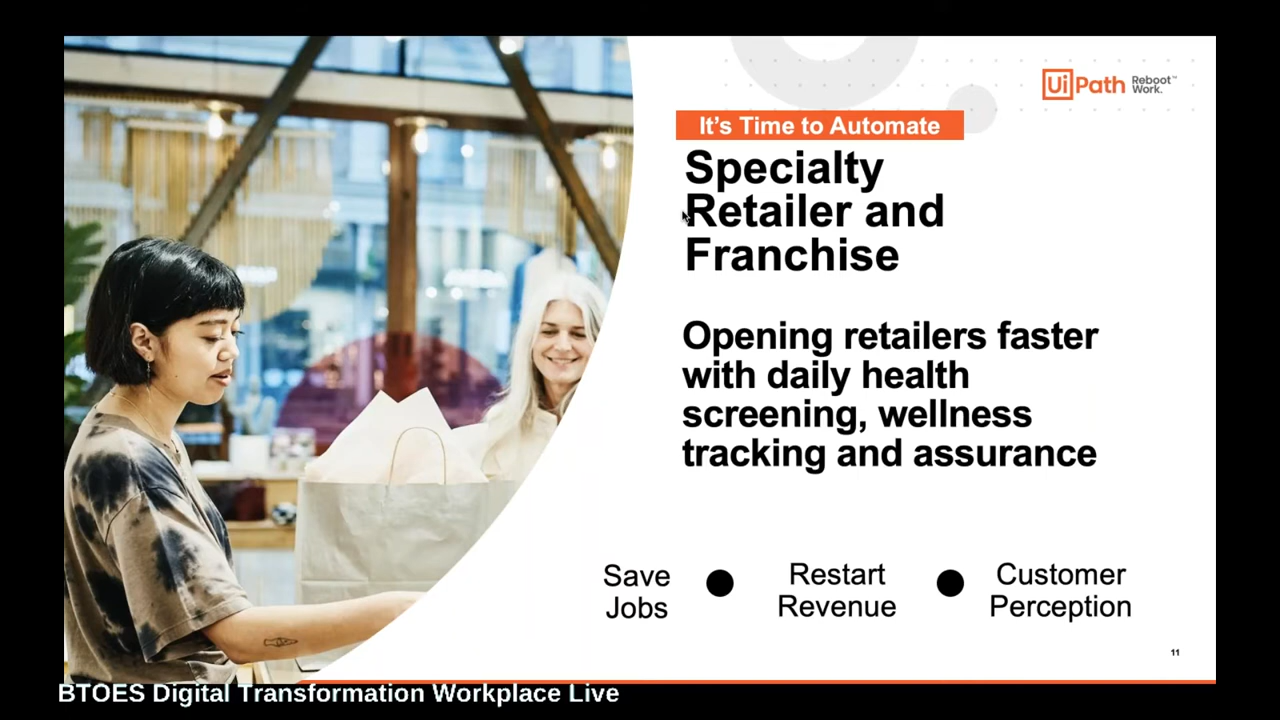 UiPath Reboot™
Work.
It's Time to Automate
Specialty
Retailer and
Franchise
Opening retailers faster
with daily health
screening, wellness
tracking and assurance
Save
Jobs
Restart
Revenue
Customer
Perception
11
BTOES Digital Transformation Workplace Live